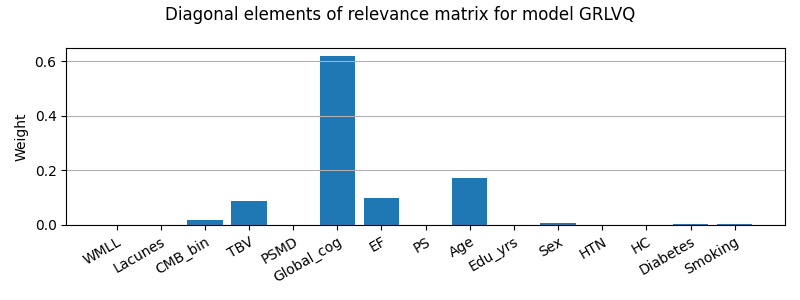 Diagonal elements of relevance matrix for model GRLVQ
Weight
0.6
0.4
0.2
0.0
WMLL
Lacunes
CMB_bin
TBV
PSMD
Global_cog
EF
PS
Age
Edu_yrs
Sex
HTN
HC
Diabetes
Smoking